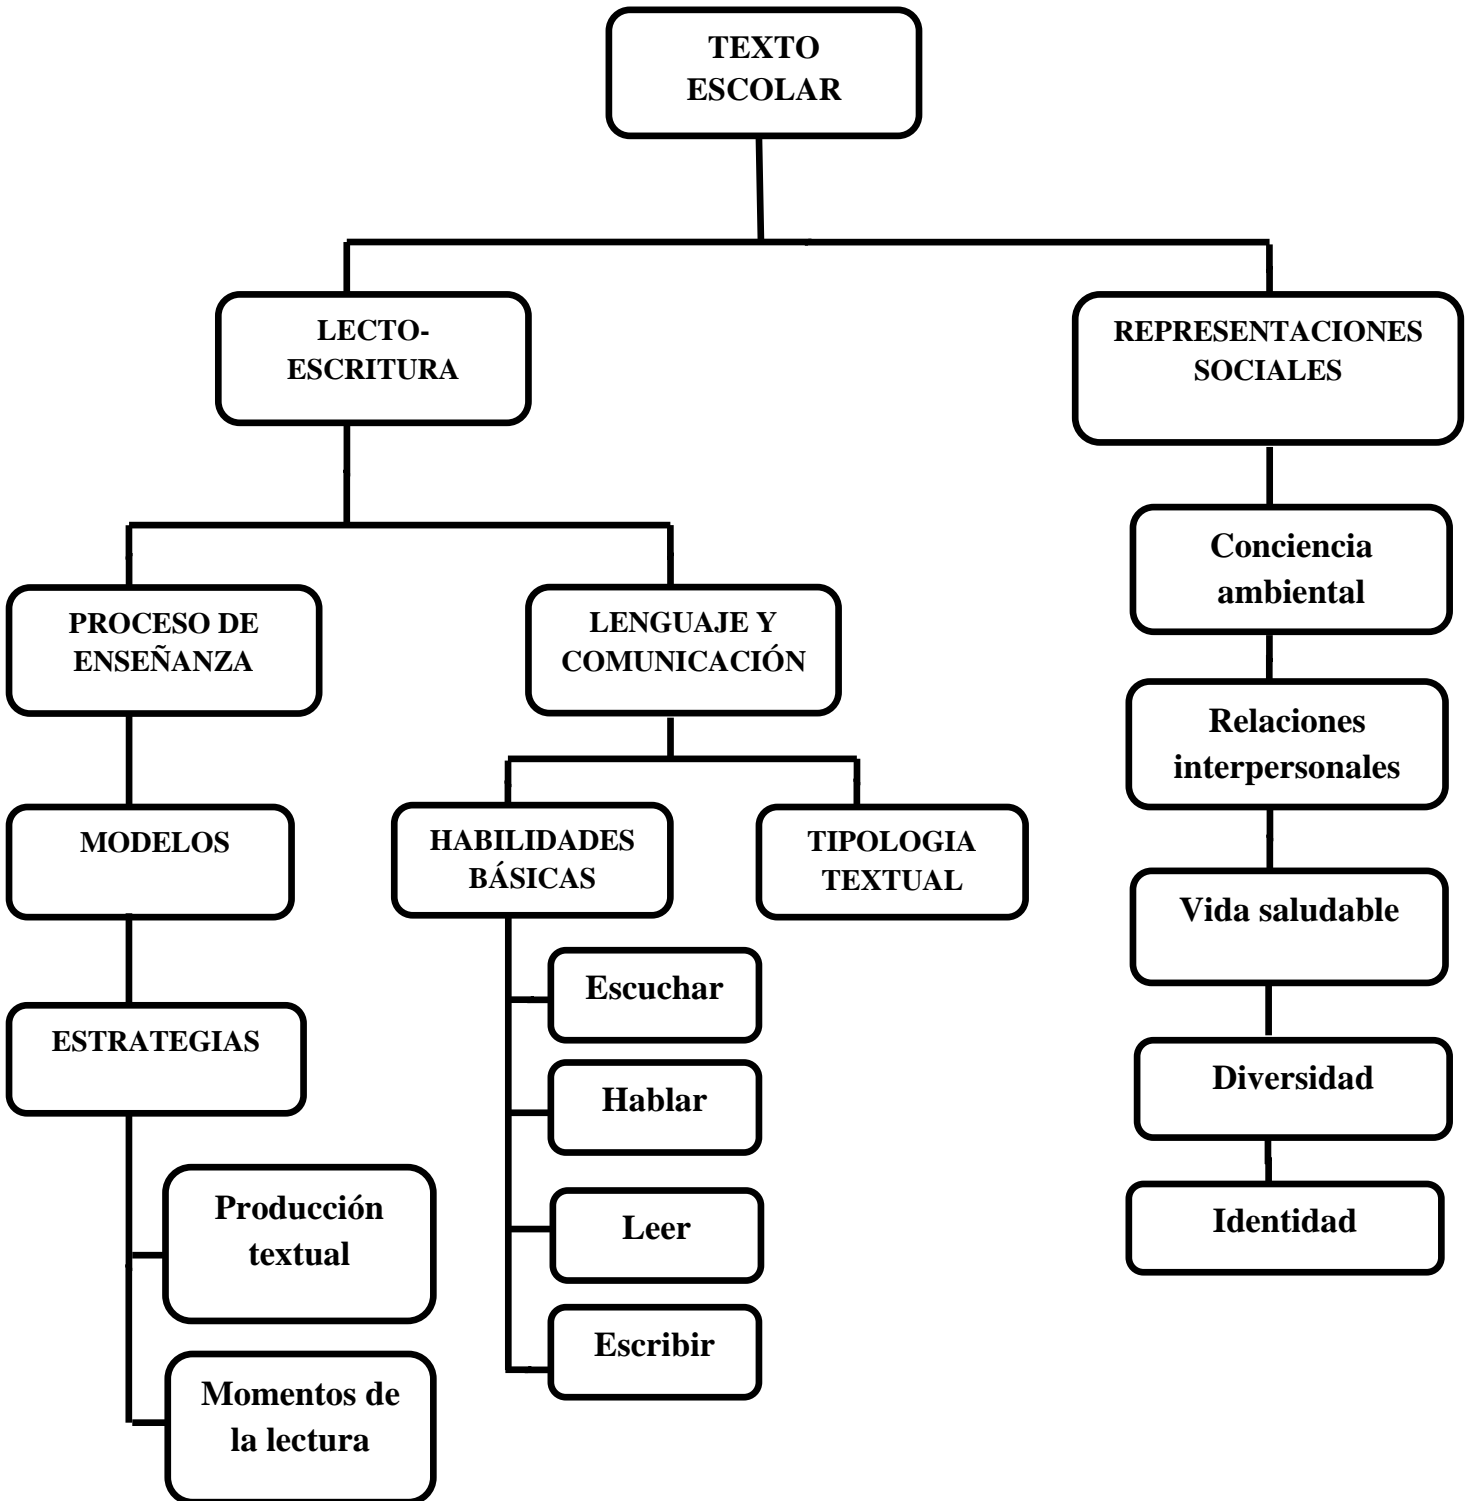 TEXTO
ESCOLAR
LECTO-
ESCRITURA
REPRESENTACIONES
SOCIALES
PROCESO DE
ENSEÑANZA
LENGUAJE Y
COMUNICACIÓN
Conciencia
ambiental
Relaciones
interpersonales
MODELOS
HABILIDADES
BÁSICAS
TIPOLOGIA
TEXTUAL
Vida saludable
ESTRATEGIAS
Escuchar
Hablar
Leer
Escribir
Diversidad
Identidad
Producción
textual
Momentos de
la lectura